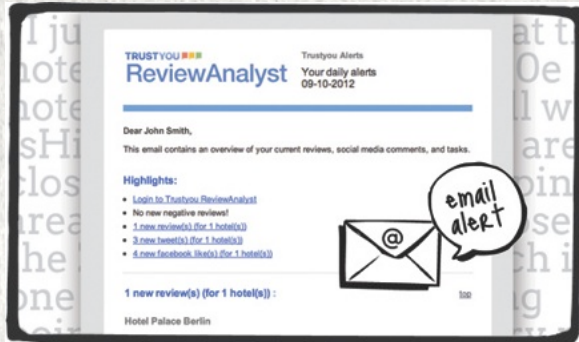 TRUSTYOU
ReviewAnalyst
Trustyou Alerts
Your daily alerts
09-10-2012
Dear John Smith,
This email contains an overview of your current reviews, social media comments, and tasks.
Highlights:
Login to Trustyou ReviewAnalyst
No new negative reviews!
1 new review(s) (for 1 hotel(s))
3 new tweet(s) (for 1 hotel(s))
4 new facebook like(s) (for 1 hotel(s))
@
email
alert
1 new review(s) (for 1 hotel(s)) :
top
Hotel Palace Berlin